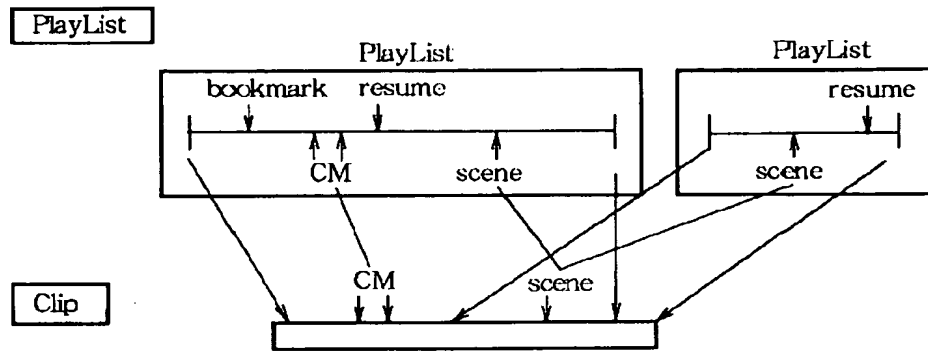 PlayList
PlayList
PlayList
bookmark resume
resume
CM
scene
scene
CM
scene
Clip